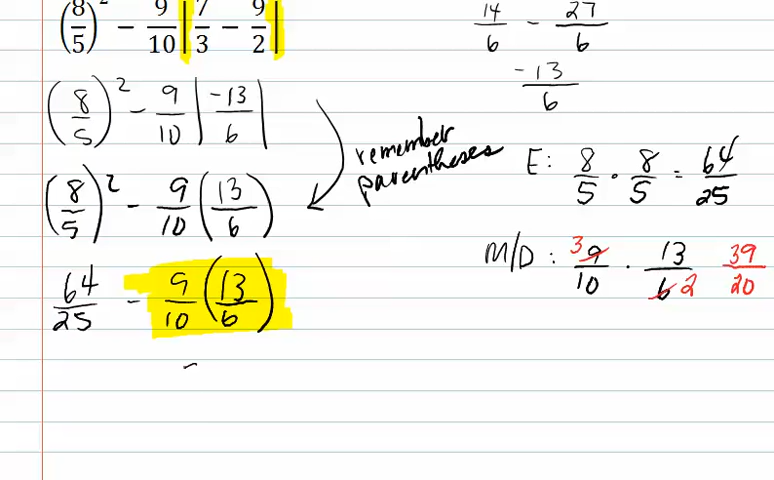 (8/5)² − 9/10 |7/3 − 9/2|
(8/5)² − 9/10 |−13/6|
remember
parentheses
(8/5)² − 9/10 (13/6)
64/25 − 9/10 (13/6)
14/6 − 27/6
−13/6
E: 8/5 · 8/5 = 64/25
M/D: 3 9/10 · 13/6 2 39/20